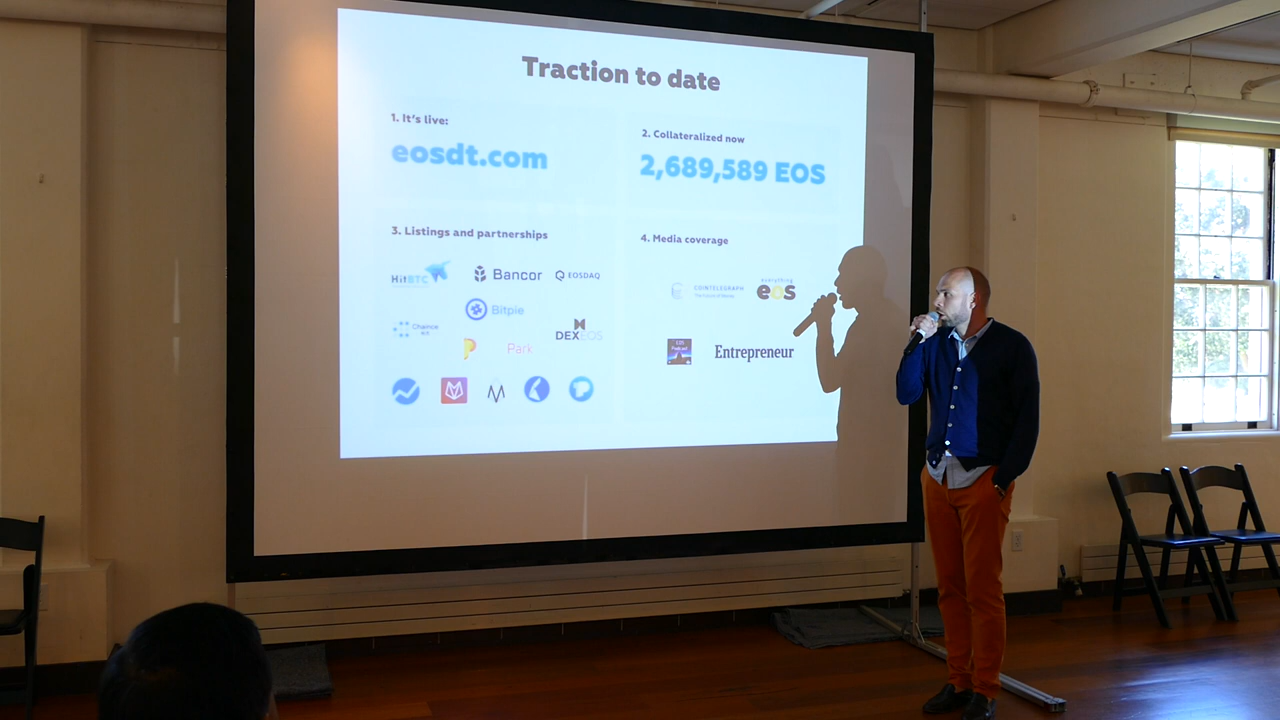 Traction to date
1. It's live:
eosdt.com
2. Collateralized now
2,689,589 EOS
3. Listings and partnerships
HitBTC
Bancor
EOSDAQ
Bitpie
Chaince
DEXEOS
Park
4. Media coverage
COINTELEGRAPH
everything
eos
Entrepreneur